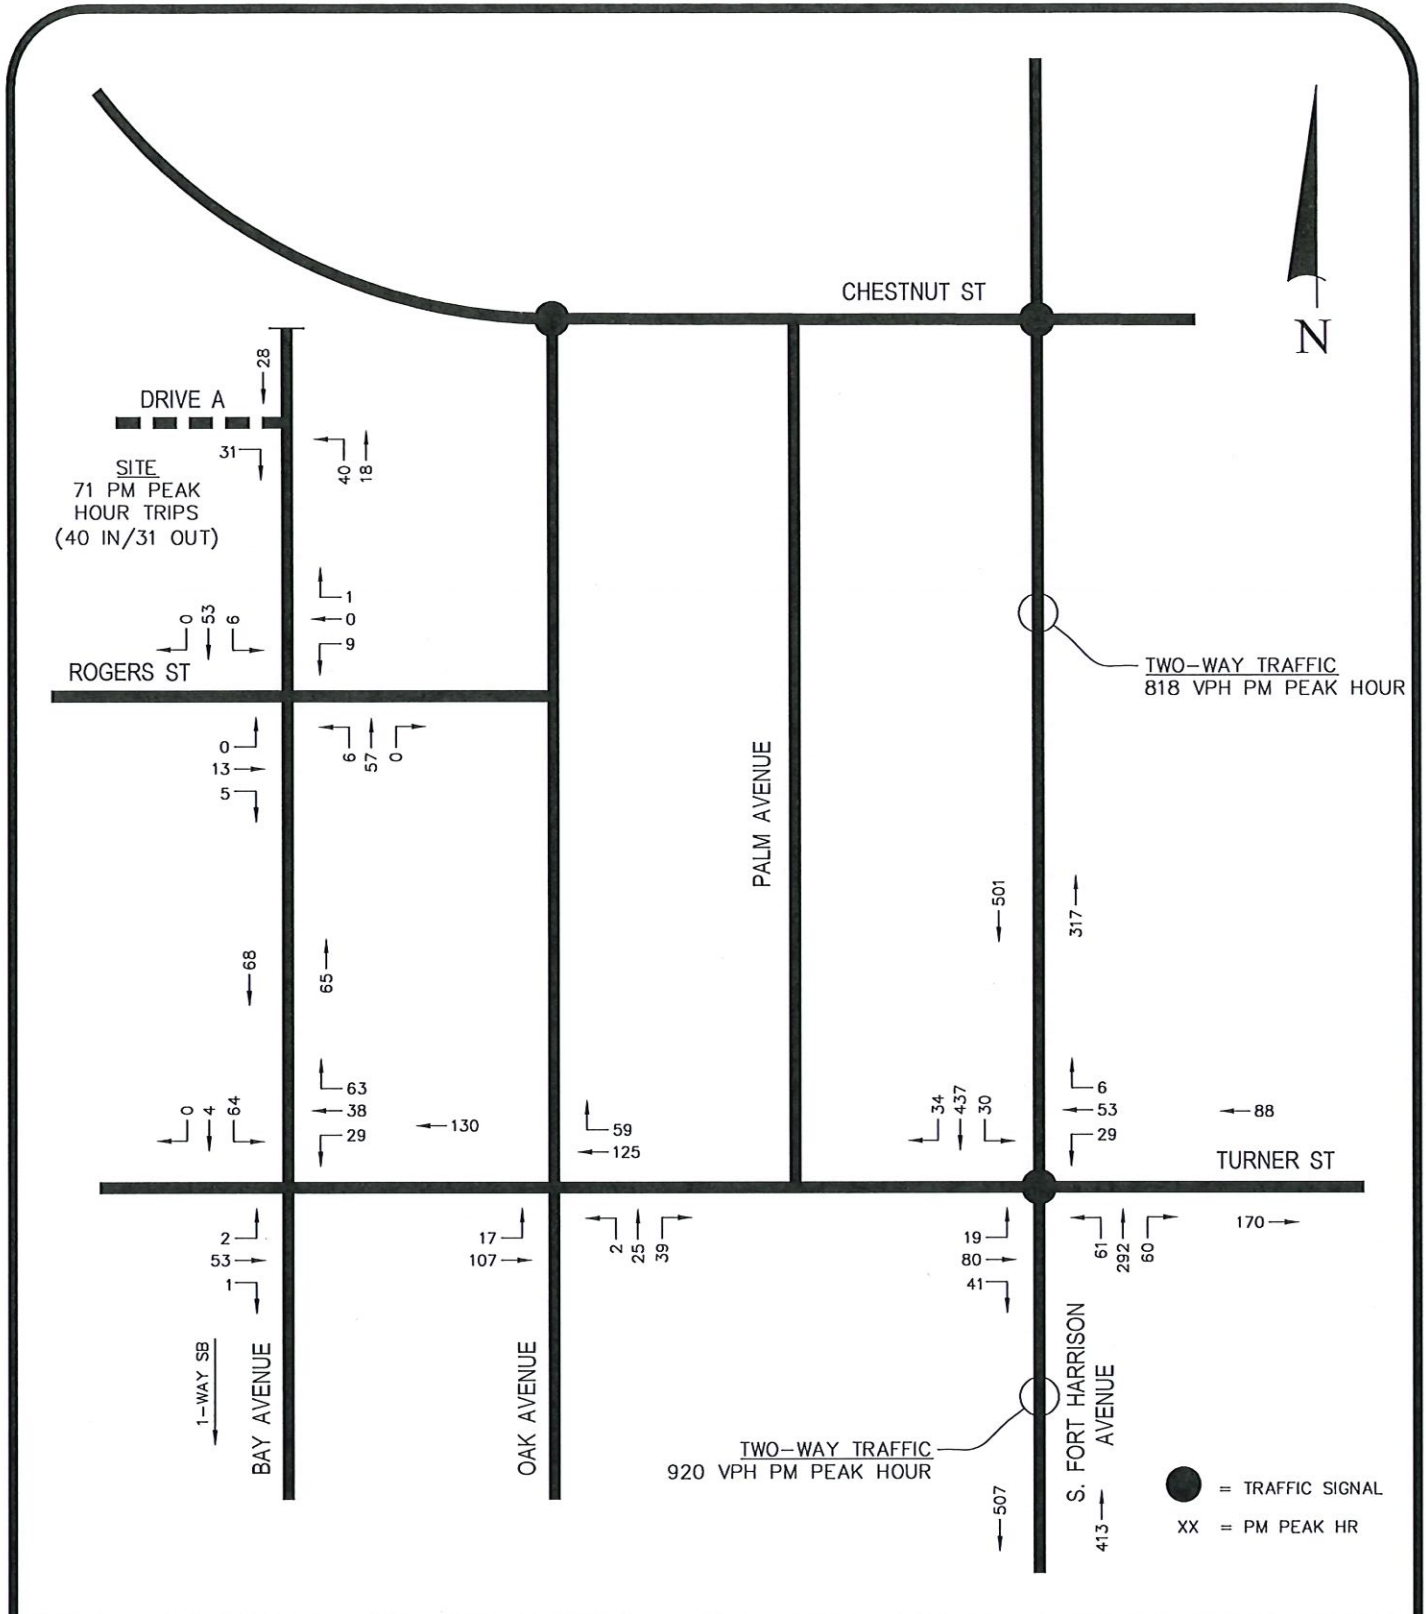 CHESTNUT ST
N
28
DRIVE A
31
40
18
SITE
71 PM PEAK
HOUR TRIPS
(40 IN/31 OUT)
0
53
6
1
0
9
ROGERS ST
TWO-WAY TRAFFIC
818 VPH PM PEAK HOUR
0
13
5
6
57
0
PALM AVENUE
501
317
68
65
0
4
64
63
38
29
130
59
125
34
437
30
6
53
29
88
TURNER ST
2
53
1
17
107
2
25
39
19
80
41
61
292
60
170
1-WAY SB
BAY AVENUE
OAK AVENUE
S. FORT HARRISON
AVENUE
TWO-WAY TRAFFIC
920 VPH PM PEAK HOUR
507
413
= TRAFFIC SIGNAL
XX = PM PEAK HR